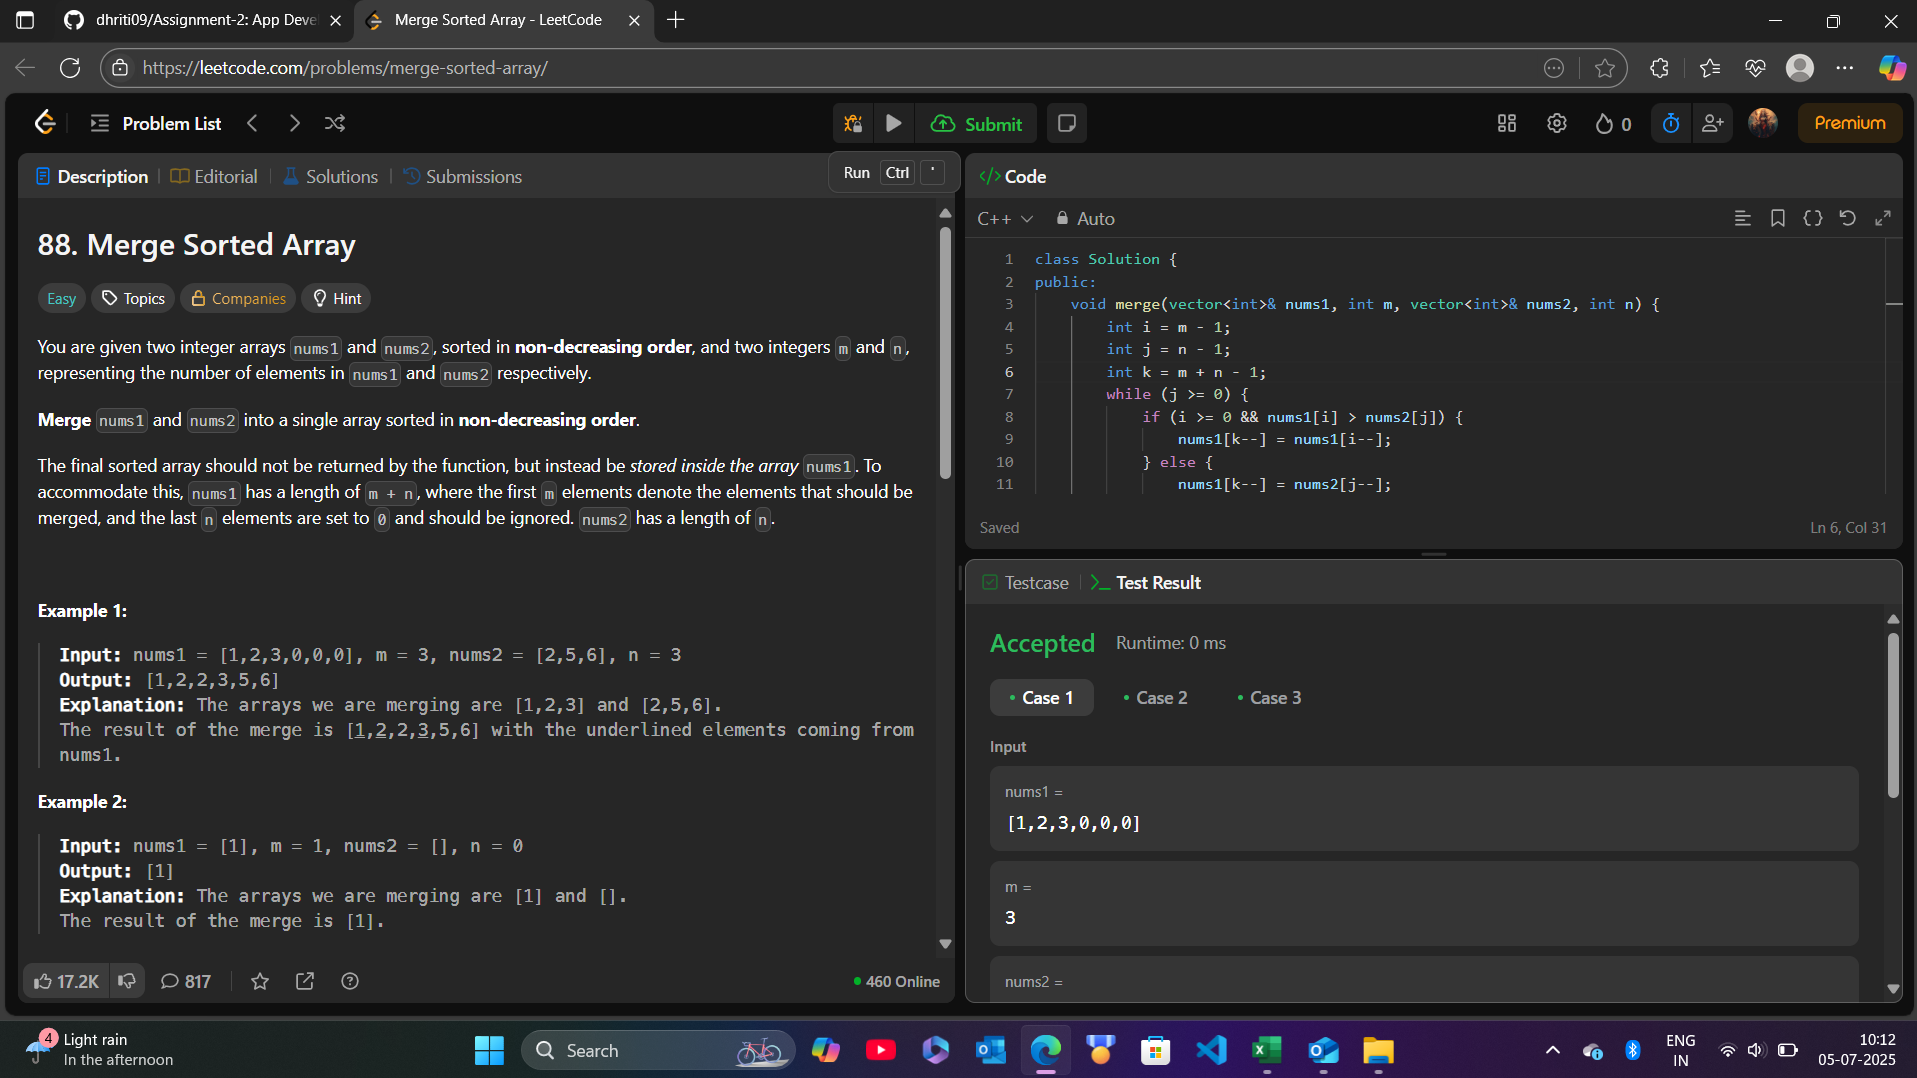 dhriti09/Assignment-2: App Deve
Merge Sorted Array - LeetCode
https://leetcode.com/problems/merge-sorted-array/
Problem List
Submit
0
Premium
Description
Editorial
Solutions
Submissions
Run Ctrl '
88. Merge Sorted Array
Easy
Topics
Companies
Hint
You are given two integer arrays nums1 and nums2, sorted in non-decreasing order, and two integers m and n,
representing the number of elements in nums1 and nums2 respectively.
Merge nums1 and nums2 into a single array sorted in non-decreasing order.
The final sorted array should not be returned by the function, but instead be stored inside the array nums1. To
accommodate this, nums1 has a length of m + n, where the first m elements denote the elements that should be
merged, and the last n elements are set to 0 and should be ignored. nums2 has a length of n.
Example 1:
Input: nums1 = [1,2,3,0,0,0], m = 3, nums2 = [2,5,6], n = 3
Output: [1,2,2,3,5,6]
Explanation: The arrays we are merging are [1,2,3] and [2,5,6].
The result of the merge is [1,2,2,3,5,6] with the underlined elements coming from
nums1.
Example 2:
Input: nums1 = [1], m = 1, nums2 = [], n = 0
Output: [1]
Explanation: The arrays we are merging are [1] and [].
The result of the merge is [1].
17.2K
817
460 Online
</> Code
C++
Auto
1 class Solution {
2 public:
3 void merge(vector<int>& nums1, int m, vector<int>& nums2, int n) {
4 int i = m - 1;
5 int j = n - 1;
6 int k = m + n - 1;
7 while (j >= 0) {
8 if (i >= 0 && nums1[i] > nums2[j]) {
9 nums1[k--] = nums1[i--];
10 } else {
11 nums1[k--] = nums2[j--];
Saved
Ln 6, Col 31
Testcase
Test Result
Accepted
Runtime: 0 ms
Case 1
Case 2
Case 3
Input
nums1 =
[1,2,3,0,0,0]
m =
3
nums2 =
4
Light rain
In the afternoon
Search
ENG
IN
10:12
05-07-2025